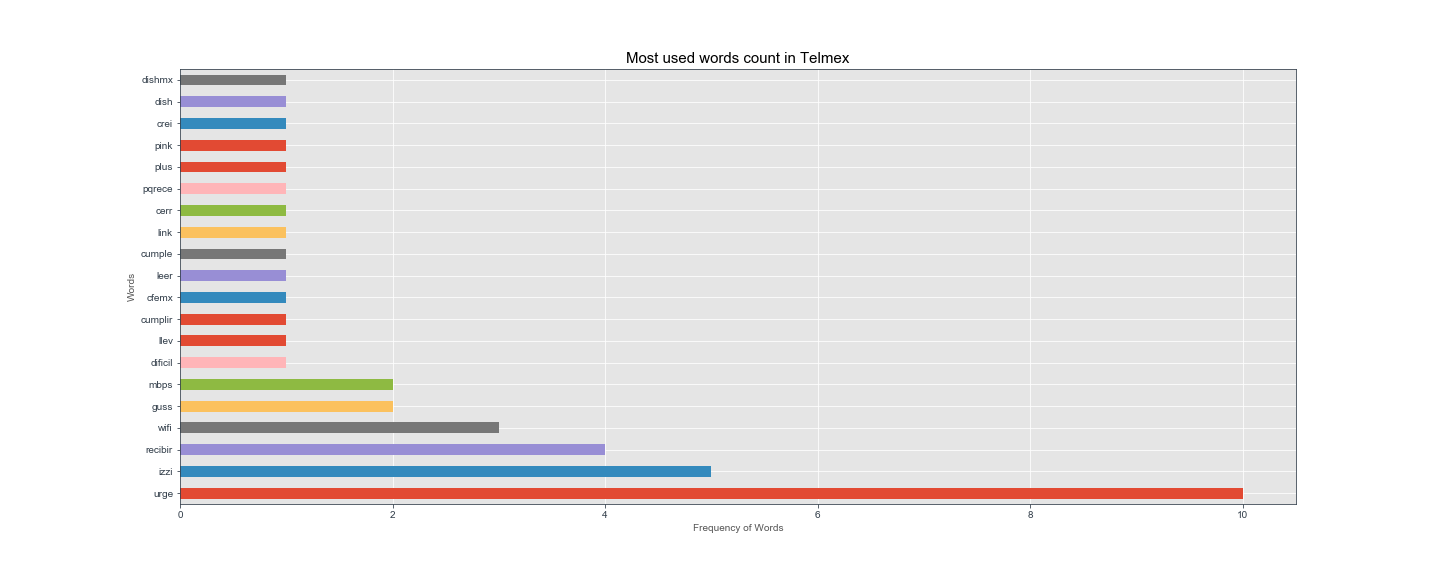 Most used words count in Telmex
dishmx
dish
crei
pink
plus
pqrece
cerr
link
cumple
leer
cfemx
cumplir
llev
dificil
mbps
guss
wifi
recibir
izzi
urge
Words
0 2 4 6 8 10
Frequency of Words